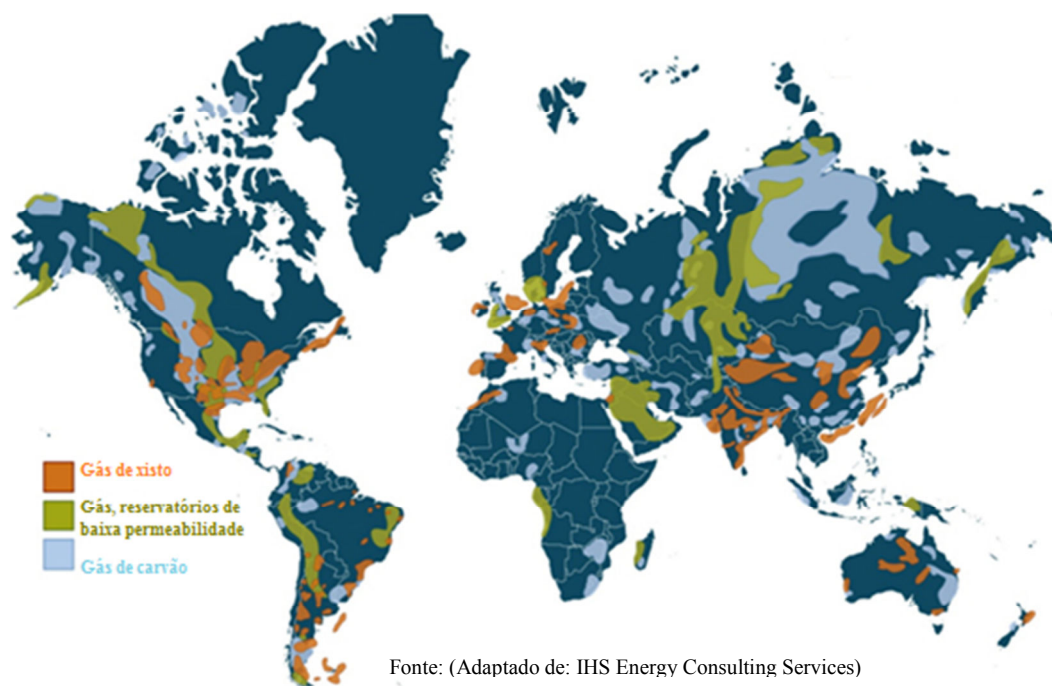 Gás de xisto
Gás, reservatórios de
baixa permeabilidade
Gás de carvão
Fonte: (Adaptado de: IHS Energy Consulting Services)